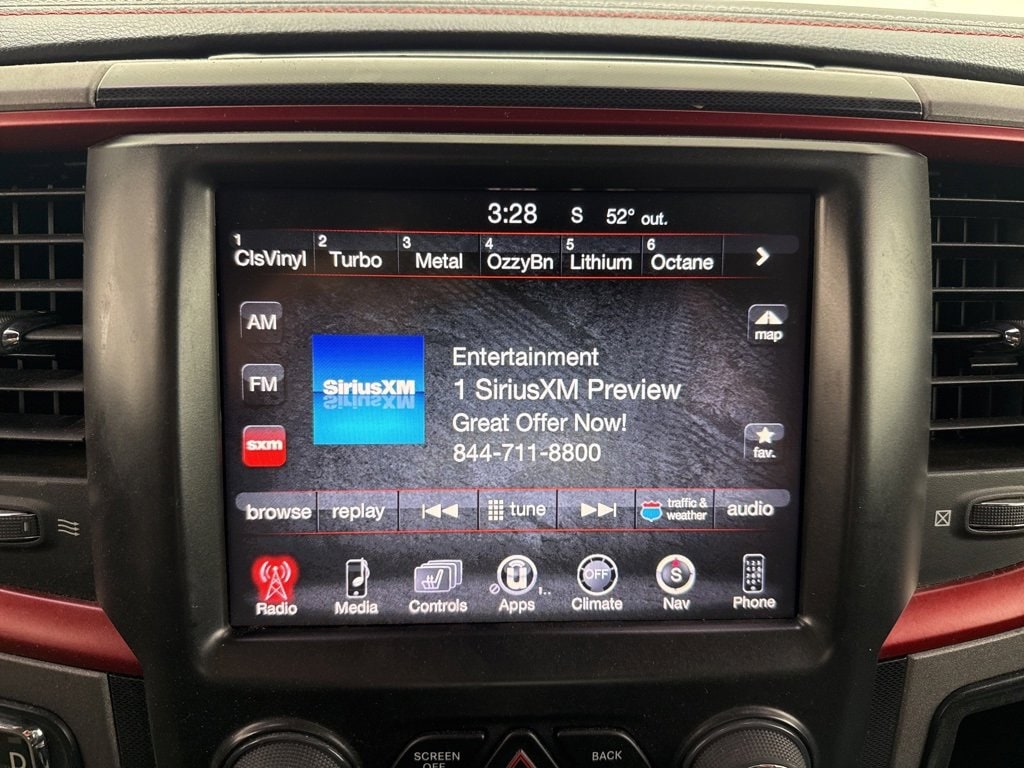 3:28 S 52° out.
1 ClsVinyl 2 Turbo 3 Metal 4 OzzyBn 5 Lithium 6 Octane
AM
map
SiriusXM
Entertainment
1 SiriusXM Preview
FM
Great Offer Now!
844-711-8800
sxm
fav.
browse replay tune traffic & weather audio
OFF S
Radio Media Controls Apps Climate Nav Phone
SCREEN OFF
BACK
D